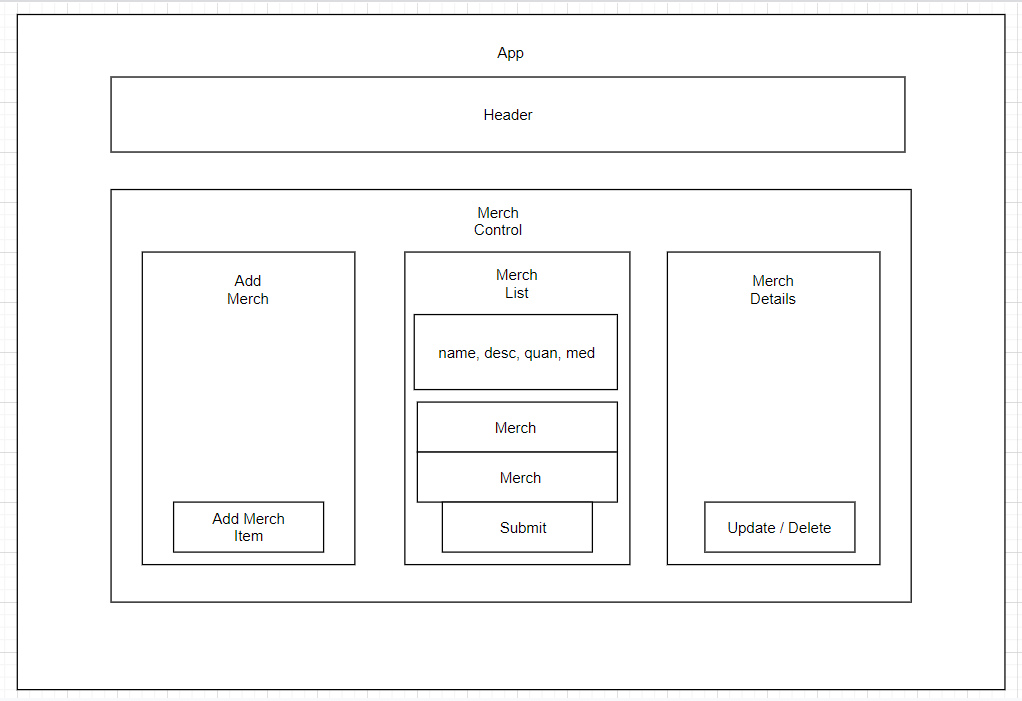 App
Header
Merch
Control
Add
Merch
Add Merch
Item
Merch
List
name, desc, quan, med
Merch
Merch
Submit
Merch
Details
Update / Delete